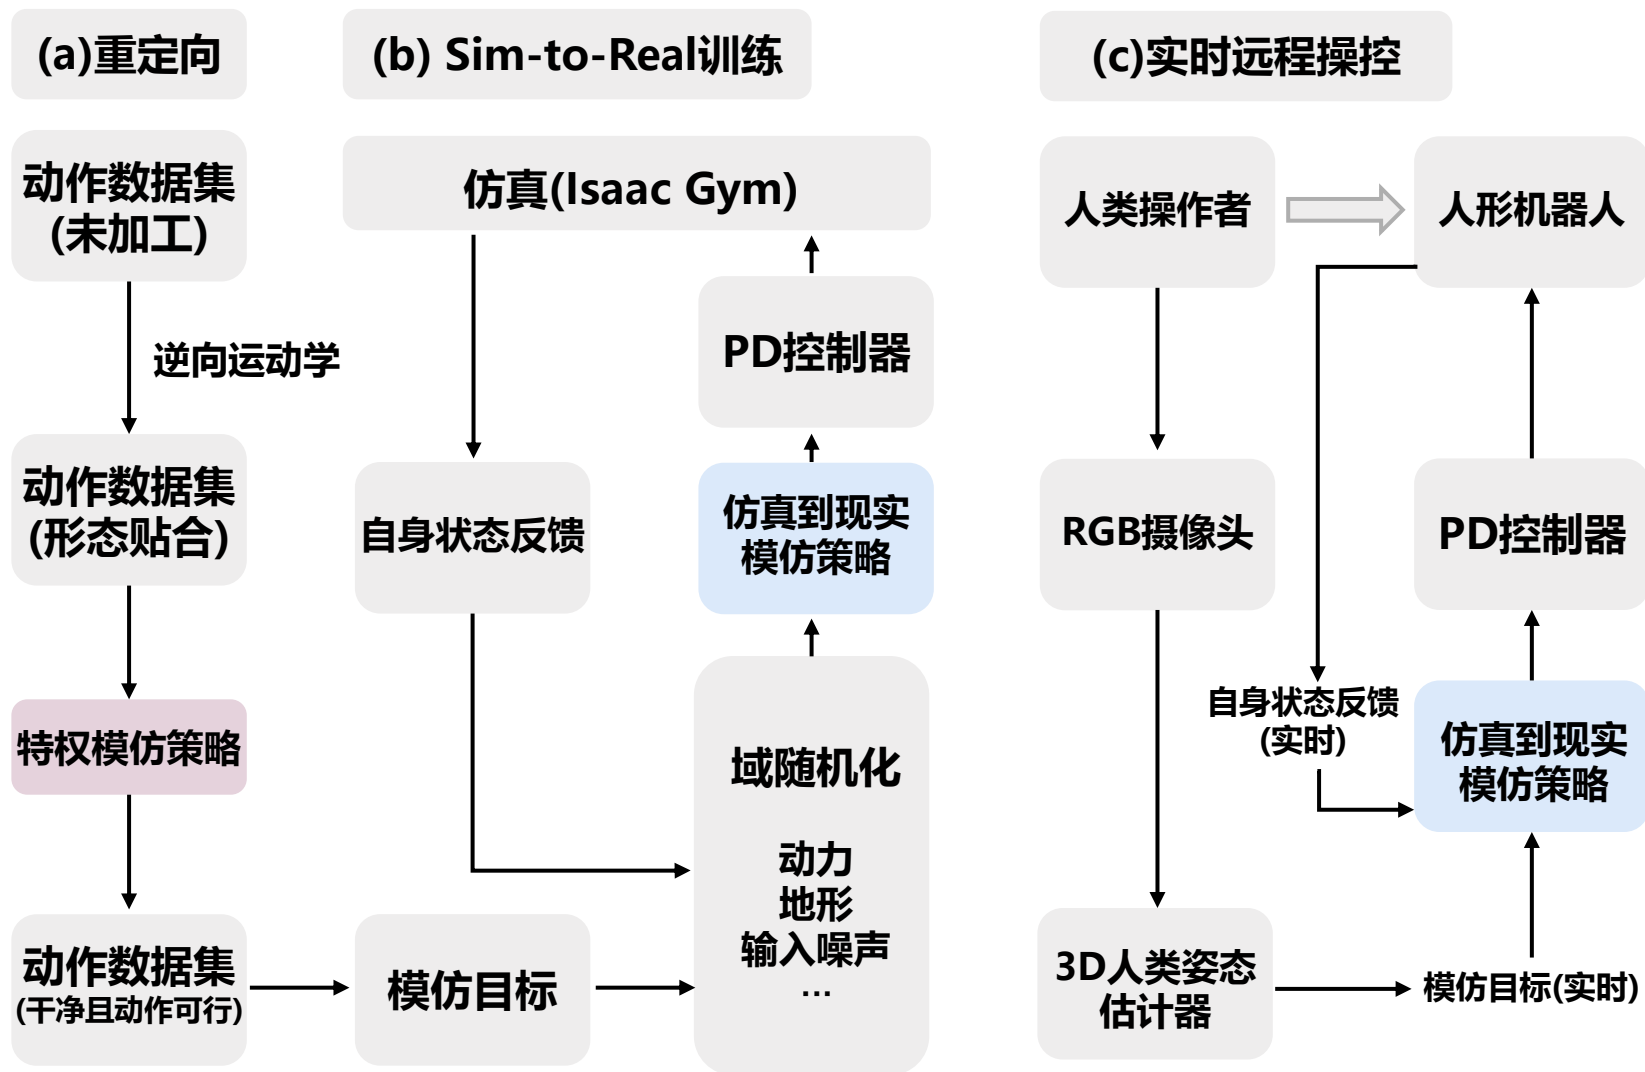 (a)重定向
动作数据集
(未加工)
逆向运动学
动作数据集
(形态贴合)
特权模仿策略
动作数据集
(干净且动作可行)
(b) Sim-to-Real训练
仿真(Isaac Gym)
PD控制器
自身状态反馈
仿真到现实
模仿策略
域随机化
动力
地形
输入噪声
...
模仿目标
(c)实时远程操控
人类操作者
人形机器人
RGB摄像头
PD控制器
自身状态反馈
(实时)
仿真到现实
模仿策略
3D人类姿态
估计器
模仿目标(实时)